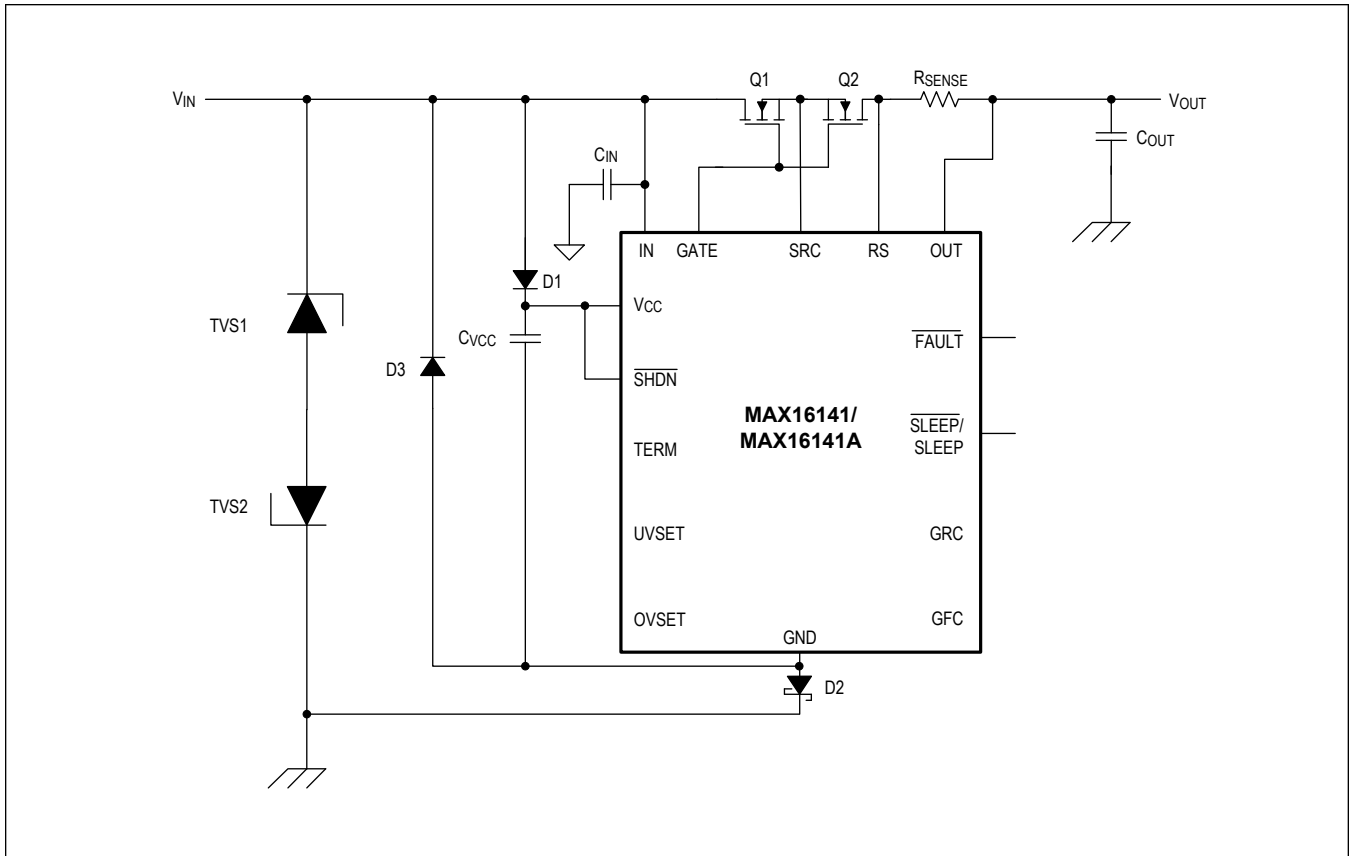 Q1 Q2 RSENSE
VIN VOUT
COUT
CIN
IN GATE SRC RS OUT
D1
VCC
TVS1
CVCC
FAULT
D3
SHDN
MAX16141/
MAX16141A
SLEEP/
SLEEP
TERM
TVS2
UVSET GRC
OVSET GFC
GND
D2